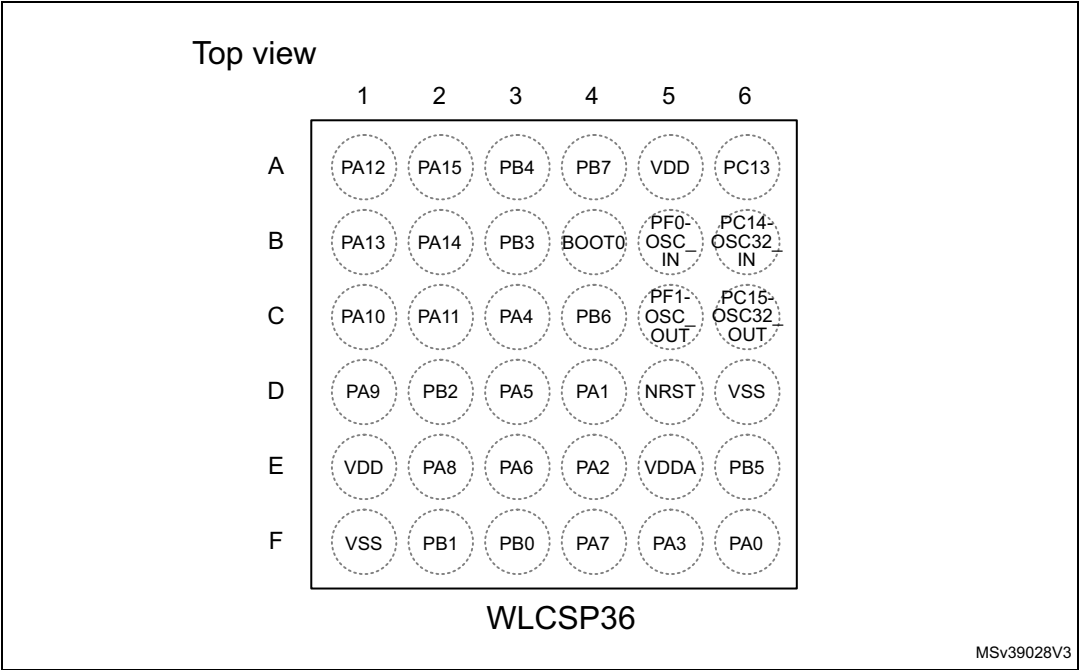 Top view
1 2 3 4 5 6
A PA12 PA15 PB4 PB7 VDD PC13
B PA13 PA14 PB3 BOOT0 PF0-OSC_IN PC14-OSC32_IN
C PA10 PA11 PA4 PB6 PF1-OSC_OUT PC15-OSC32_OUT
D PA9 PB2 PA5 PA1 NRST VSS
E VDD PA8 PA6 PA2 VDDA PB5
F VSS PB1 PB0 PA7 PA3 PA0
WLCSP36
MSv39028V3